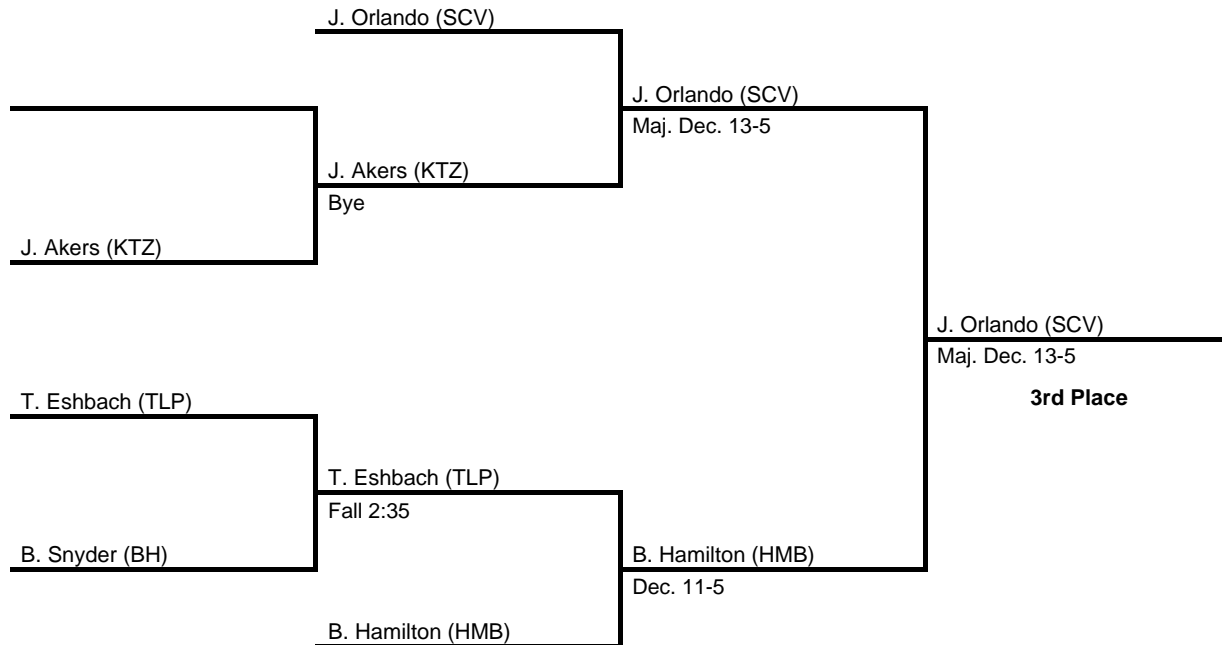 J. Orlando (SCV)
J. Orlando (SCV)
Maj. Dec. 13-5
J. Akers (KTZ)
Bye
J. Akers (KTZ)
J. Orlando (SCV)
Maj. Dec. 13-5
3rd Place
T. Eshbach (TLP)
T. Eshbach (TLP)
Fall 2:35
B. Snyder (BH)
B. Hamilton (HMB)
Dec. 11-5
B. Hamilton (HMB)